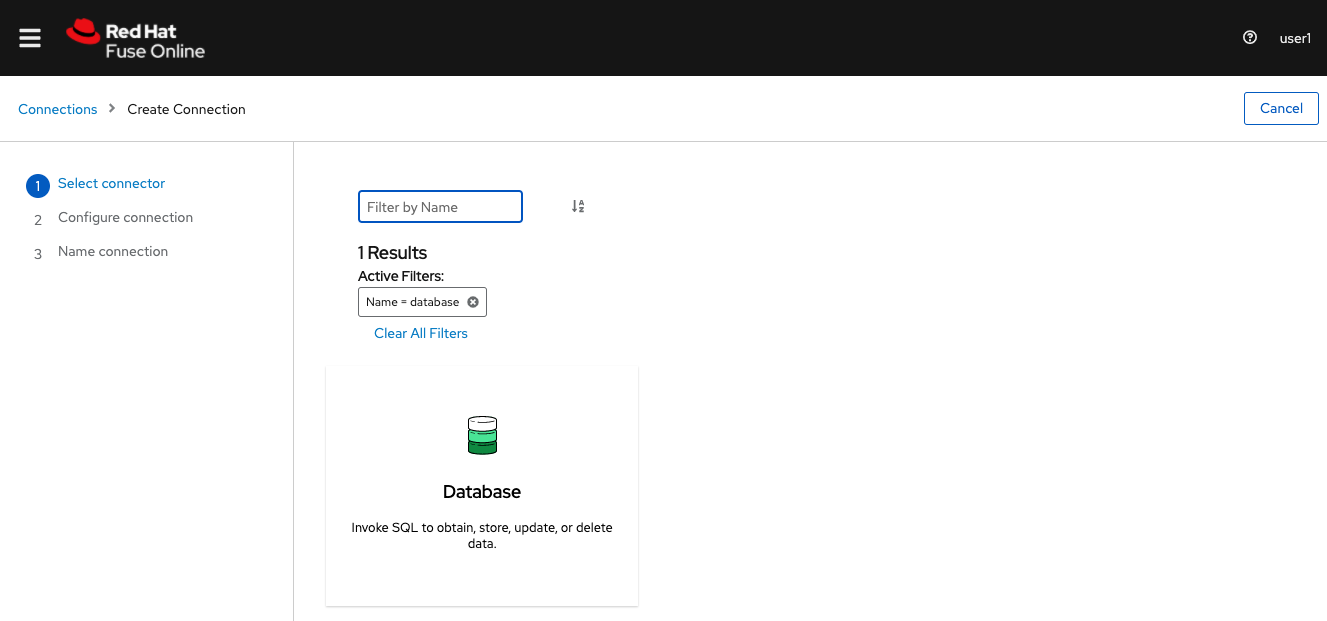 Red Hat
Fuse Online
user1
Connections
Create Connection
Cancel
1 Select connector
2 Configure connection
3 Name connection
Filter by Name
1 Results
Active Filters:
Name = database
Clear All Filters
Database
Invoke SQL to obtain, store, update, or delete
data.